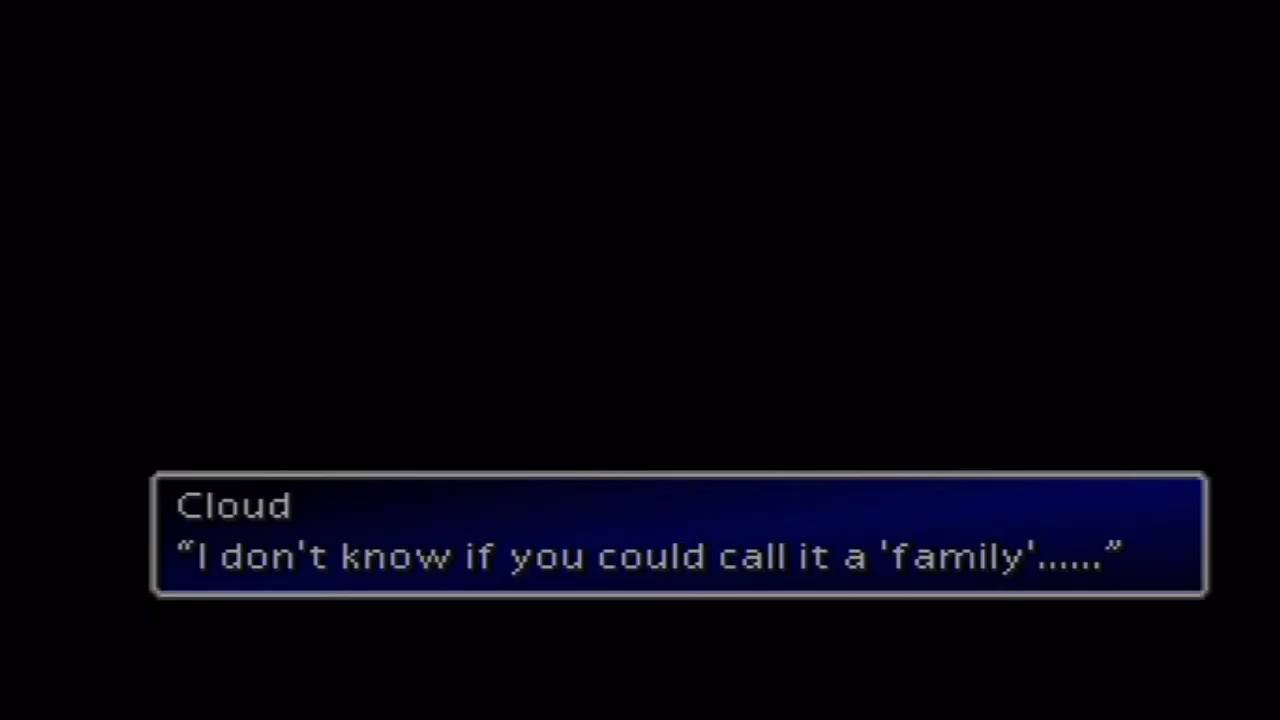 Cloud
“I don't know if you could call it a 'family'......”